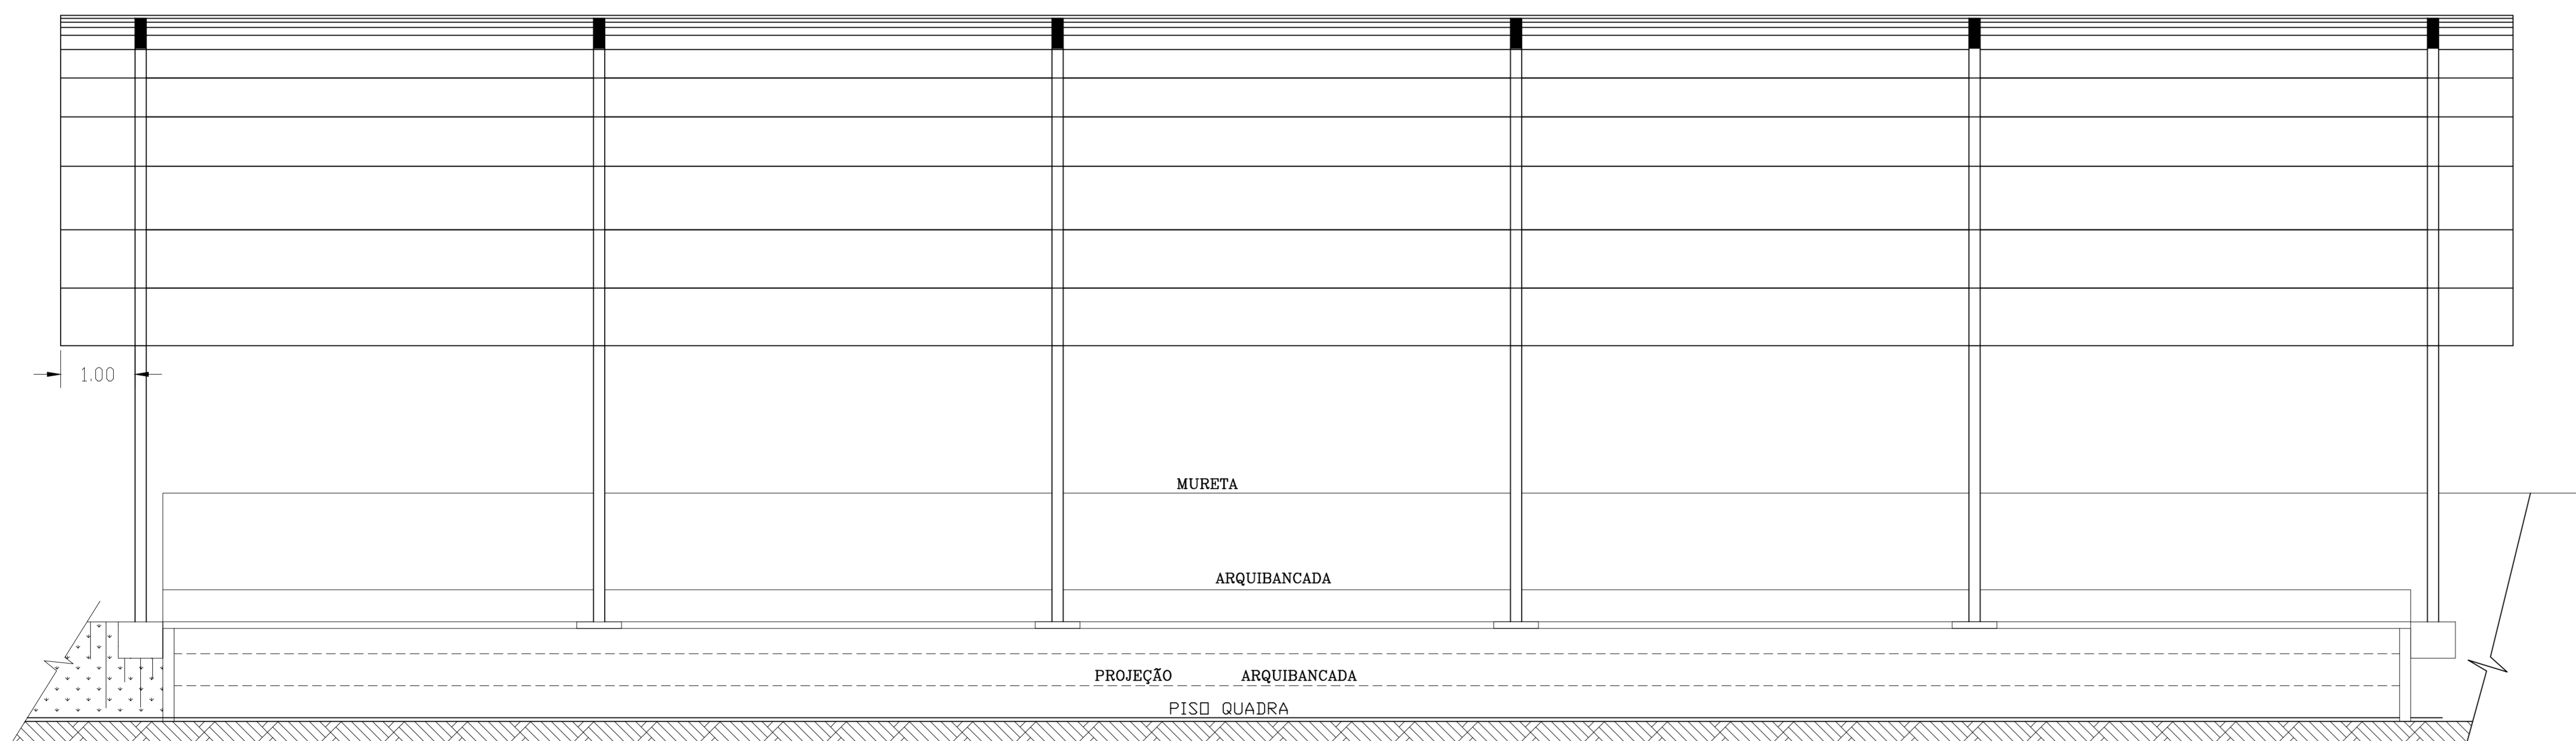 1.00
MURETA
ARQUIBANCADA
PROJEÇÃO ARQUIBANCADA
PISO QUADRA